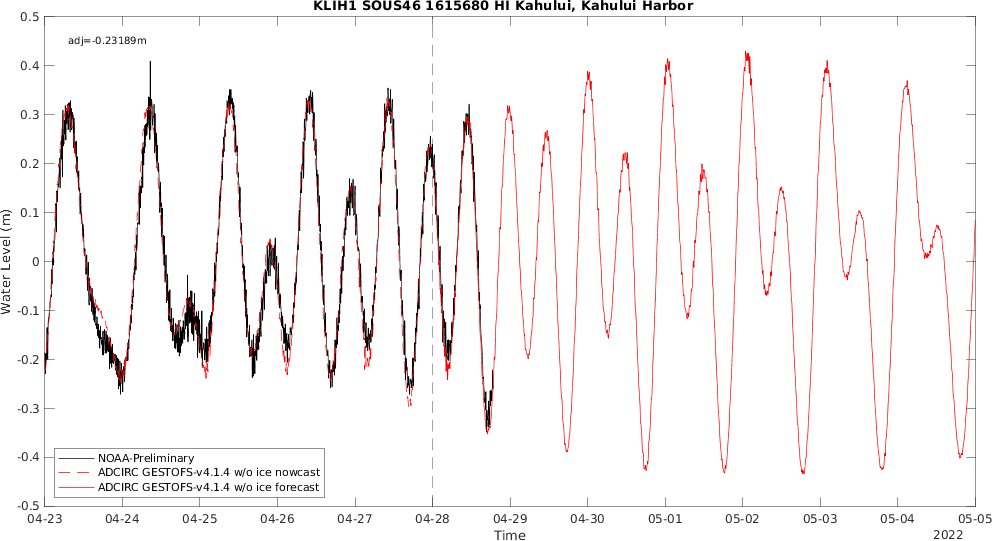 KLIH1 SOUS46 1615680 HI Kahului, Kahului Harbor
adj=-0.23189m
0.5
0.4
0.3
0.2
0.1
0
-0.1
-0.2
-0.3
-0.4
-0.5
Water Level (m)
NOAA-Preliminary
ADCIRC GESTOFS-v4.1.4 w/o ice nowcast
ADCIRC GESTOFS-v4.1.4 w/o ice forecast
04-23 04-24 04-25 04-26 04-27 04-28 04-29 04-30 05-01 05-02 05-03 05-04 05-05
Time
2022